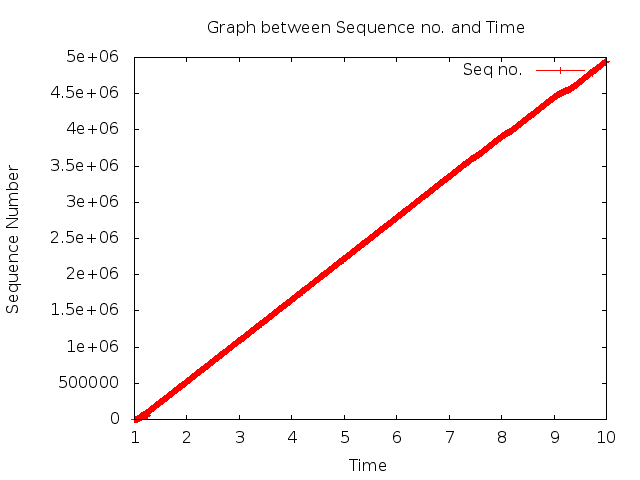 Graph between Sequence no. and Time
5e+06
Seq no.
4.5e+06
4e+06
3.5e+06
3e+06
2.5e+06
2e+06
1.5e+06
1e+06
500000
0
Sequence Number
1 2 3 4 5 6 7 8 9 10
Time